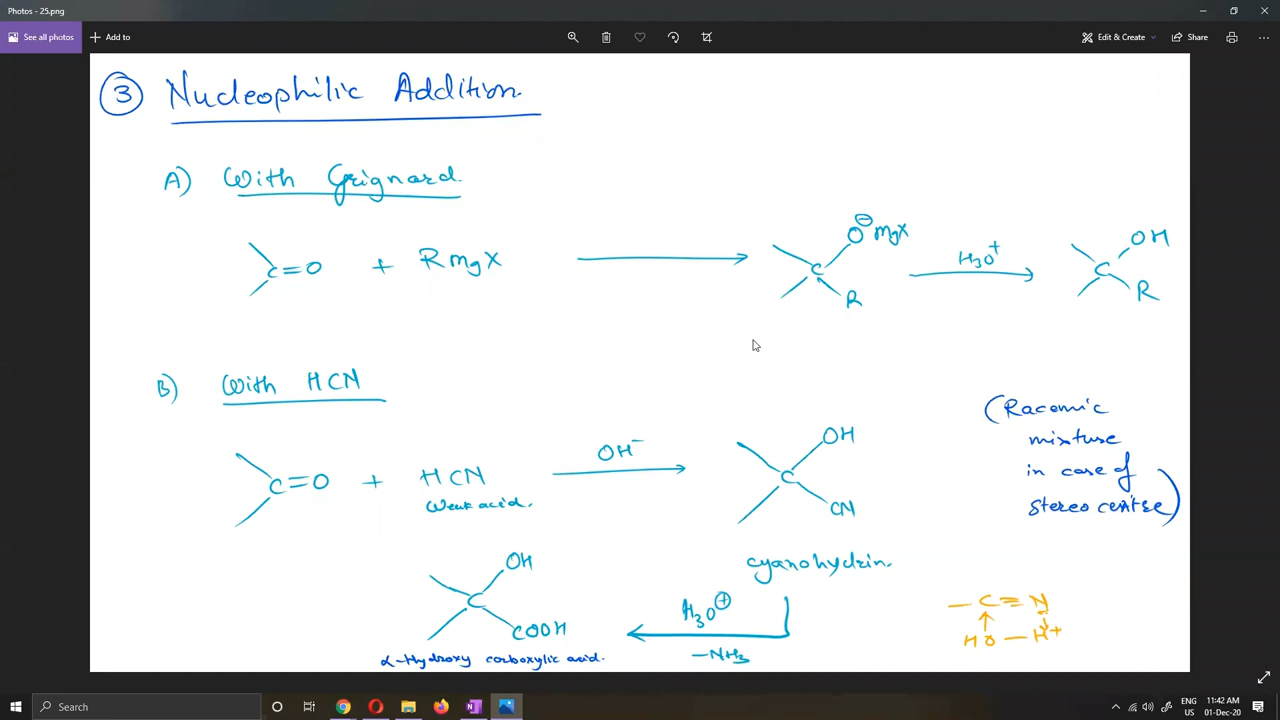 Photos - 25.png
See all photos
Add to
Edit & Create
Share
3 Nucleophilic Addition
A) With Grignard
C=O + RMgX
O⊖ MgX
C
R
H3O+
OH
C
R
B) With HCN
C=O + HCN
weak acid.
OH-
OH
C
CN
cyanohydrin.
(Racemic
mixture
in case of
stereo centre)
H3O⊕
-NH3
OH
C
COOH
α-Hydroxy carboxylic acid.
-C≡N
HO-H+
Search
ENG
US
11:42 AM
01-Dec-20